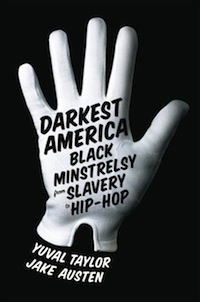 DARKEST
AMERICA
BLACK
MINSTRELSY
from SLAVERY
to HIP-HOP
YUVAL TAYLOR
JAKE AUSTEN